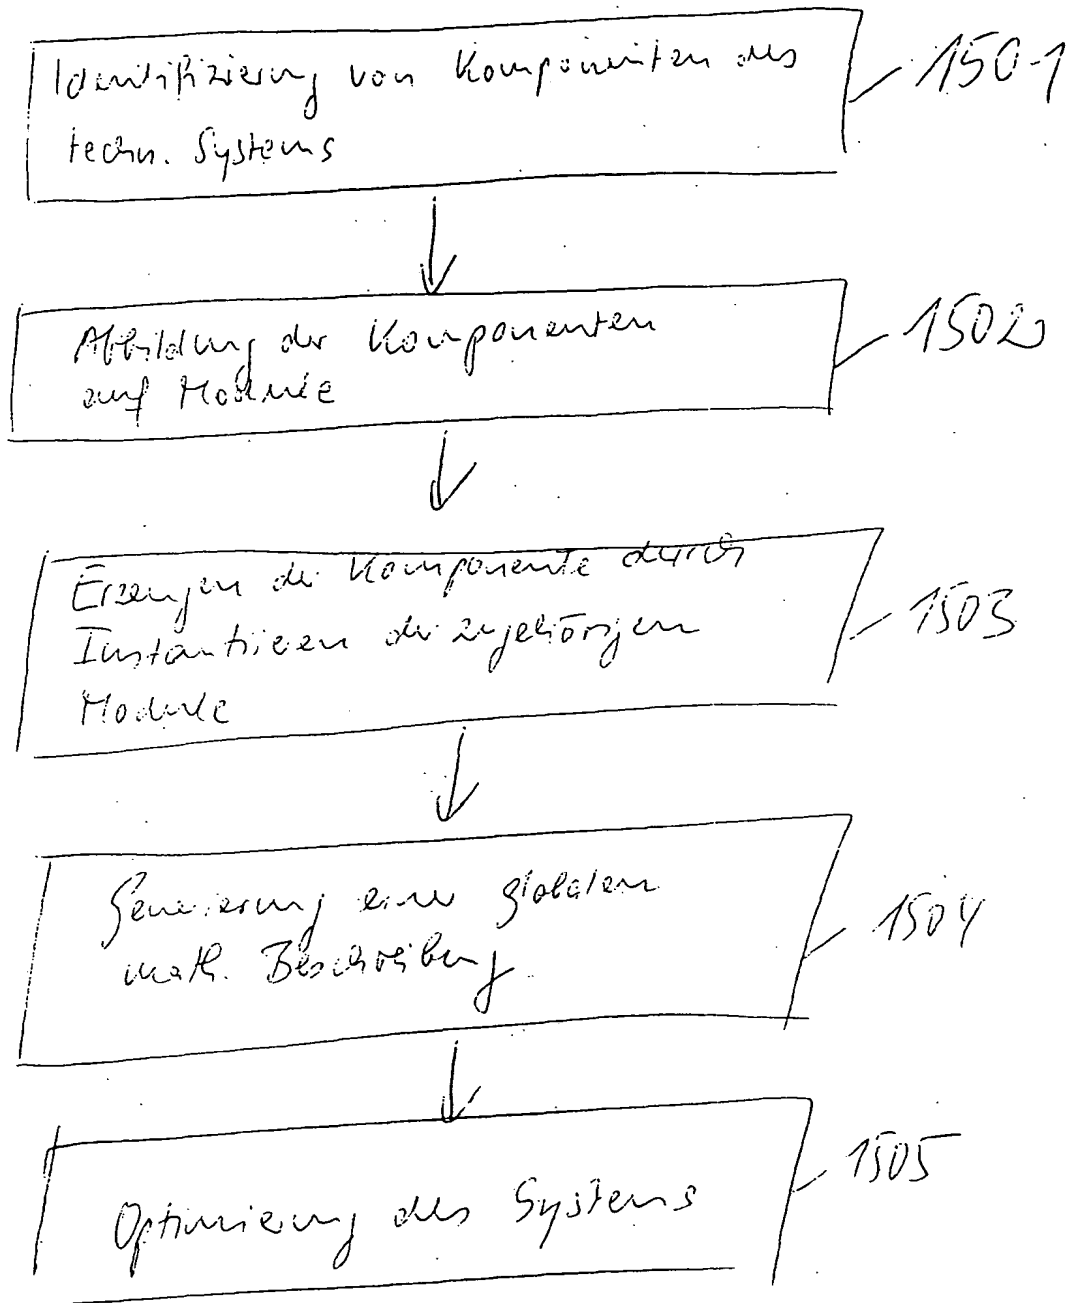 Identifizierung von Komponenten des
1501
techn. Systems
Abbildung der Komponenten
1502
auf Module
Erzeugen der Komponente durch
Instantiieren der zugehörigen
1503
Module
Generierung einer globalen
1504
math. Beschreibung
1505
Optimierung des Systems